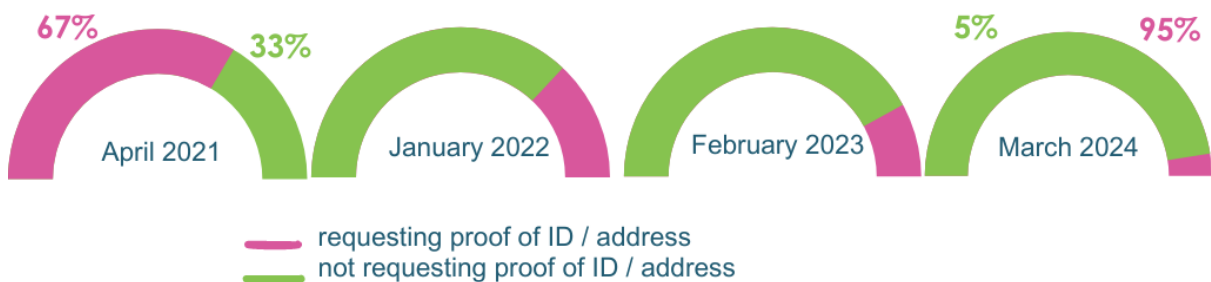 67%
33%
5%
95%
April 2021
January 2022
February 2023
March 2024
requesting proof of ID / address
not requesting proof of ID / address